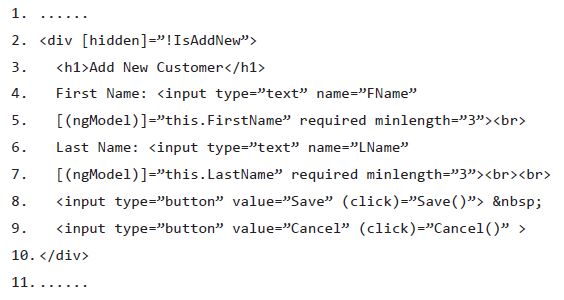 1. ......
2. <div [hidden]=”!IsAddNew”>
3. <h1>Add New Customer</h1>
4. First Name: <input type=”text” name=”FName”
5. [(ngModel)]=”this.FirstName” required minlength=”3”><br>
6. Last Name: <input type=”text” name=”LName”
7. [(ngModel)]=”this.LastName” required minlength=”3”><br><br>
8. <input type=”button” value=”Save” (click)=”Save()”> &nbsp;
9. <input type=”button” value=”Cancel” (click)=”Cancel()” >
10. </div>
11. .......